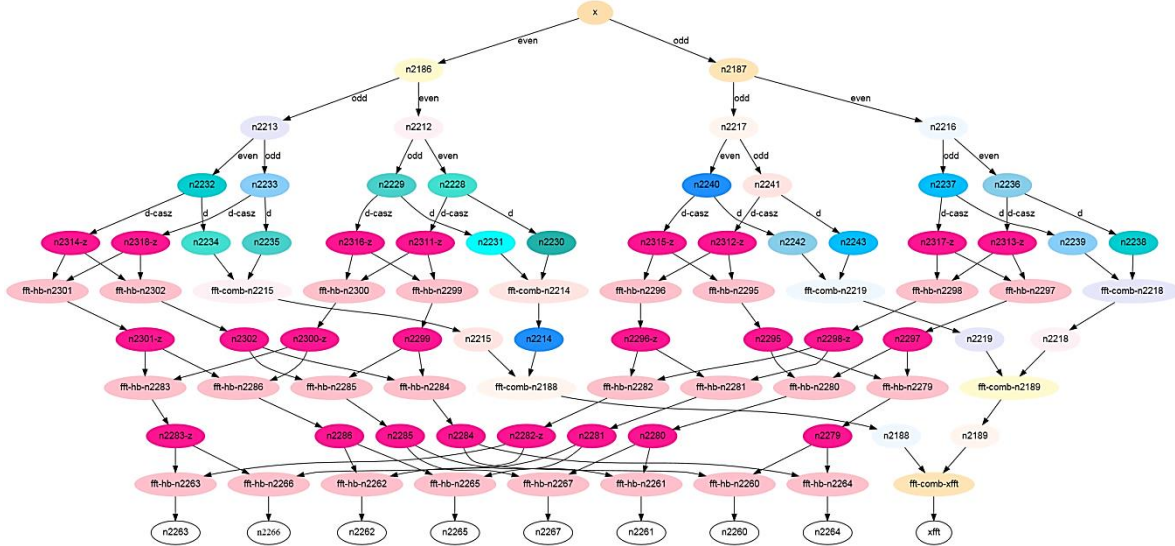 x
even
odd
n2186
n2187
odd
even
odd
even
n2213
n2212
n2217
n2216
even
odd
odd
even
even
odd
odd
even
n2232
n2233
n2229
n2228
n2240
n2241
n2237
n2236
d-casz
d
d-casz
d
d-casz
d-casz
d
d
d-casz
d-casz
d
d
d-casz
d-casz
d
d
n2314-z
n2318-z
n2234
n2235
n2316-z
n2311-z
n2231
n2230
n2315-z
n2312-z
n2242
n2243
n2317-z
n2313-z
n2239
n2238
fft-hb-n2301
fft-hb-n2302
fft-comb-n2215
fft-hb-n2300
fft-hb-n2299
fft-comb-n2214
fft-hb-n2296
fft-hb-n2295
fft-comb-n2219
fft-hb-n2298
fft-hb-n2297
fft-comb-n2218
n2301-z
n2302
n2300-z
n2299
n2215
n2214
n2296-z
n2295
n2298-z
n2297
n2219
n2218
fft-hb-n2283
fft-hb-n2286
fft-hb-n2285
fft-hb-n2284
fft-comb-n2188
fft-hb-n2282
fft-hb-n2281
fft-hb-n2280
fft-hb-n2279
fft-comb-n2189
n2283-z
n2286
n2285
n2284
n2282-z
n2281
n2280
n2279
n2188
n2189
fft-hb-n2263
fft-hb-n2266
fft-hb-n2262
fft-hb-n2265
fft-hb-n2267
fft-hb-n2261
fft-hb-n2260
fft-hb-n2264
fft-comb-xfft
n2263
n2266
n2262
n2265
n2267
n2261
n2260
n2264
xfft